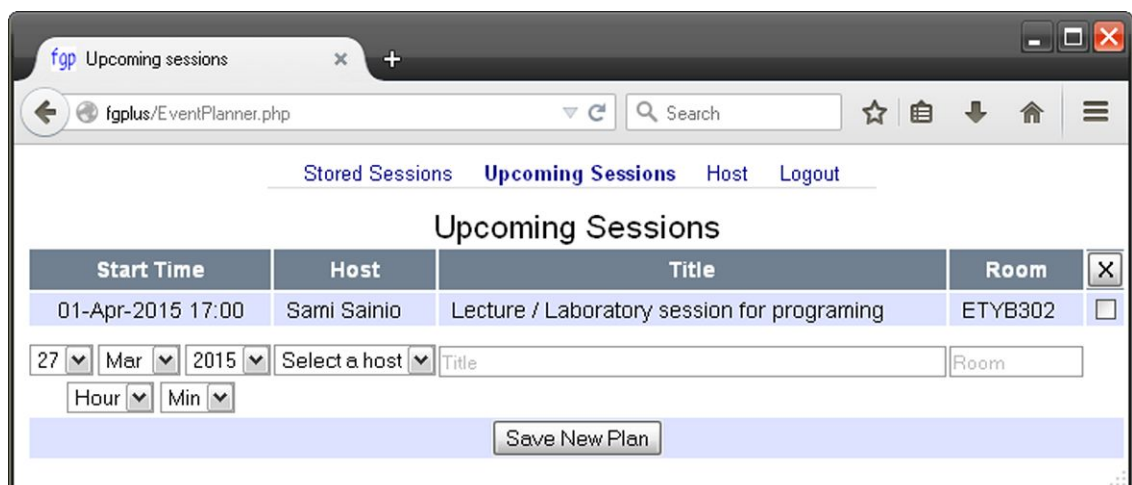 fgp Upcoming sessions
fgplus/EventPlanner.php Search
Stored Sessions Upcoming Sessions Host Logout
Upcoming Sessions
Start Time Host Title Room X
01-Apr-2015 17:00 Sami Sainio Lecture / Laboratory session for programing ETYB302
27 Mar 2015 Select a host Title Room
Hour Min
Save New Plan